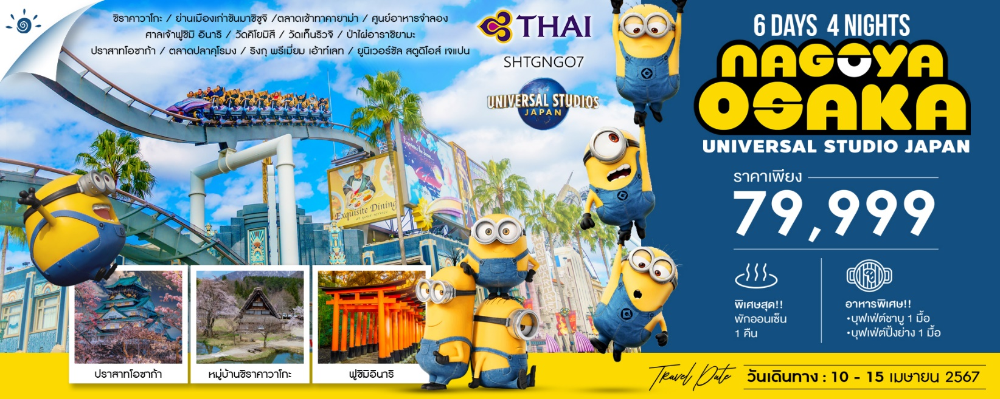 ชิราคาวาโกะ / ย่านเมืองเก่าซันมาชิซูจิ /ตลาดเช้าทาคายาม่า / ศูนย์อาหารจำลอง
ศาลเจ้าฟูชิมิ อินาริ / วัดคิโยมิสึ / วัดเท็นริวจิ / ป่าไผ่อาราชิยามะ
ปราสาทโอซาก้า / ตลาดปลาคุโรมง / ริงกุ พรีเมี่ยม เอ้าท์เลท / ยูนิเวอร์ซัล สตูดิโอส์ เจแปน
THAI
SHTGNGO7
UNIVERSAL STUDIOS
JAPAN
Exquisite Dining
at your service
ปราสาทโอซาก้า
หมู่บ้านชิราคาวาโกะ
ฟูชิมิอินาริ
6 DAYS 4 NIGHTS
NAGOYA
OSAKA
UNIVERSAL STUDIO JAPAN
ราคาเพียง
79,999
พิเศษสุด!!
พักออนเซ็น
1 คืน
อาหารพิเศษ!!
•บุฟเฟ่ต์ชาบู 1 มื้อ
•บุฟเฟ่ต์ปิ้งย่าง 1 มื้อ
Travel Date
วันเดินทาง : 10 - 15 เมษายน 2567